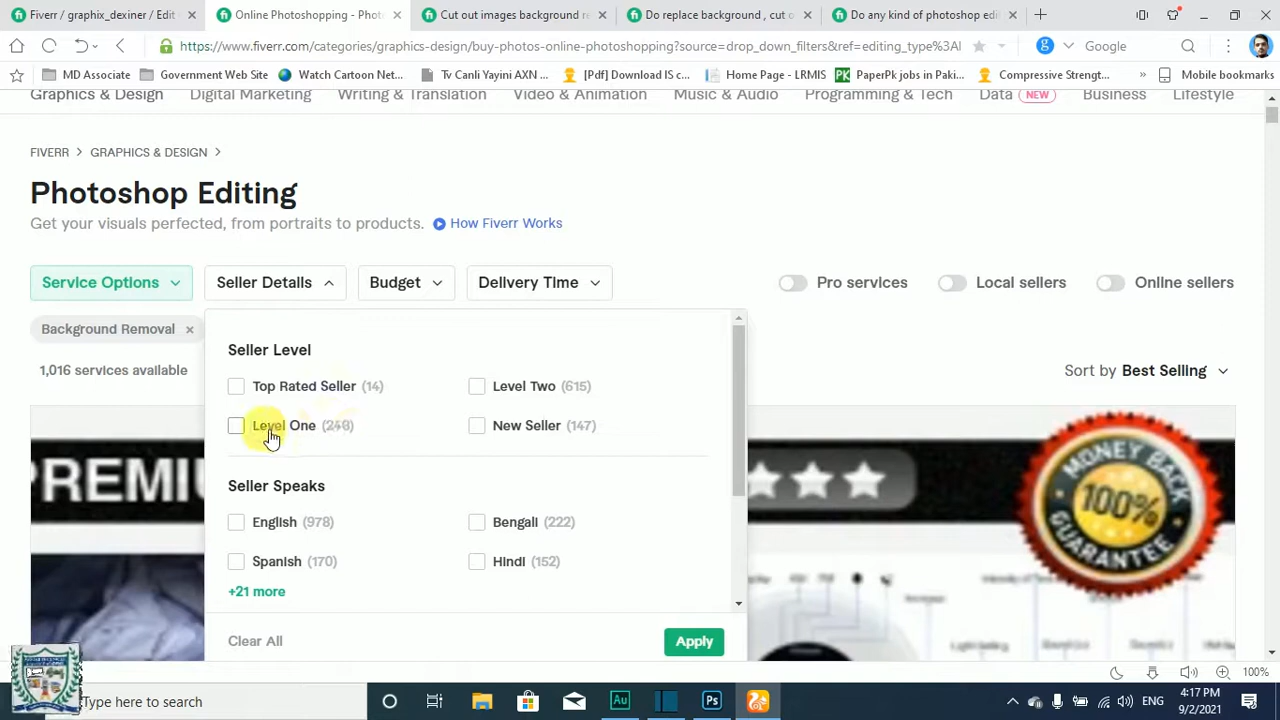 Fiverr / graphix_dexiner / Edit
Online Photoshopping - Photo
Cut out images background re
Do replace background , cut o
Do any kind of photoshop edi
https://www.fiverr.com/categories/graphics-design/buy-photos-online-photoshopping?source=drop_down_filters&ref=editing_type%3A
Google
MD Associate
Government Web Site
Watch Cartoon Net...
Tv Canli Yayini AXN ...
[Pdf] Download IS c...
Home Page - LRMIS
PaperPk jobs in Paki...
Compressive Strengt...
Mobile bookmarks
Graphics & Design
Digital Marketing
Writing & Translation
Video & Animation
Music & Audio
Programming & Tech
Data NEW
Business
Lifestyle
FIVERR > GRAPHICS & DESIGN >
Photoshop Editing
Get your visuals perfected, from portraits to products. How Fiverr Works
Service Options
Seller Details
Budget
Delivery Time
Pro services
Local sellers
Online sellers
Background Removal ×
1,016 services available
Sort by Best Selling
Seller Level
Top Rated Seller (14)
Level Two (615)
Level One (240)
New Seller (147)
Seller Speaks
English (978)
Bengali (222)
Spanish (170)
Hindi (152)
+21 more
Clear All
Apply
PREMIU
MONEY BACK
100%
GUARANTEE
100%
Type here to search
Au
Ps
ENG
4:17 PM
9/2/2021